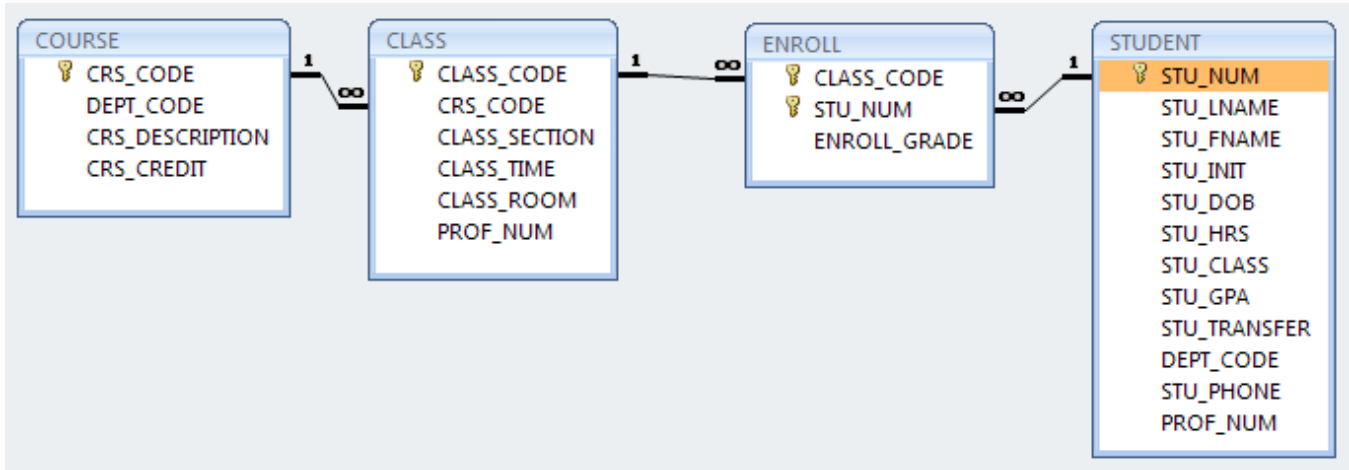 COURSE
CRS_CODE
DEPT_CODE
CRS_DESCRIPTION
CRS_CREDIT
1
∞
CLASS
CLASS_CODE
CRS_CODE
CLASS_SECTION
CLASS_TIME
CLASS_ROOM
PROF_NUM
1
∞
ENROLL
CLASS_CODE
STU_NUM
ENROLL_GRADE
∞
1
STUDENT
STU_NUM
STU_LNAME
STU_FNAME
STU_INIT
STU_DOB
STU_HRS
STU_CLASS
STU_GPA
STU_TRANSFER
DEPT_CODE
STU_PHONE
PROF_NUM